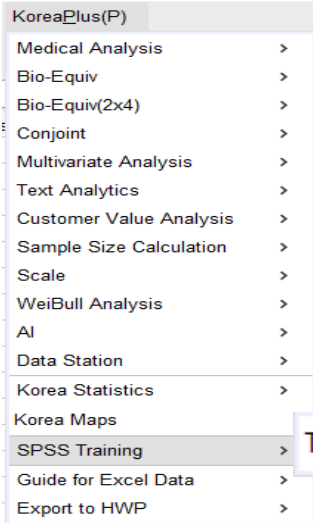 KoreaPlus(P)
Medical Analysis
Bio-Equiv
Bio-Equiv(2x4)
Conjoint
Multivariate Analysis
Text Analytics
Customer Value Analysis
Sample Size Calculation
Scale
WeiBull Analysis
AI
Data Station
Korea Statistics
Korea Maps
SPSS Training
Guide for Excel Data
Export to HWP